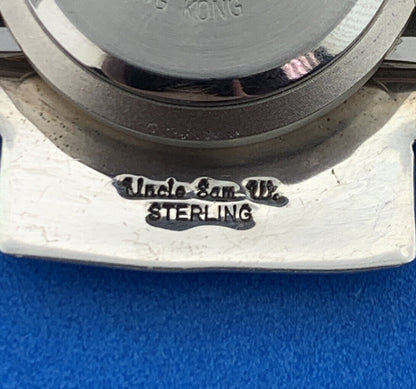 KONG
Uncle Sam W.
STERLING